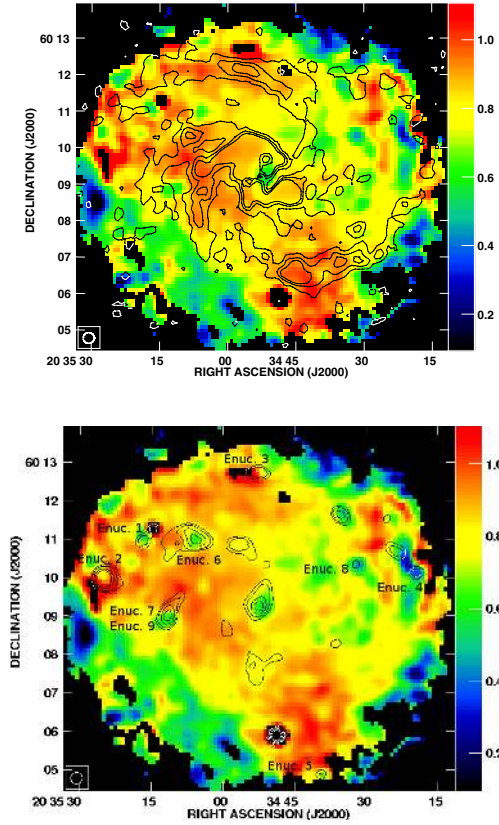 60 13
12
11
10
09
08
07
06
05
DECLINATION (J2000)
20 35 30
15
00
34 45
30
15
RIGHT ASCENSION (J2000)
1.0
0.8
0.6
0.4
0.2
60 13
12
11
10
09
08
07
06
05
DECLINATION (J2000)
Enuc. 3
Enuc. 1
Enuc. 2
Enuc. 6
Enuc. 8
Enuc. 4
Enuc. 7
Enuc. 9
Enuc. 5
20 35 30
15
00
34 45
30
15
RIGHT ASCENSION (J2000)
1.0
0.8
0.6
0.4
0.2